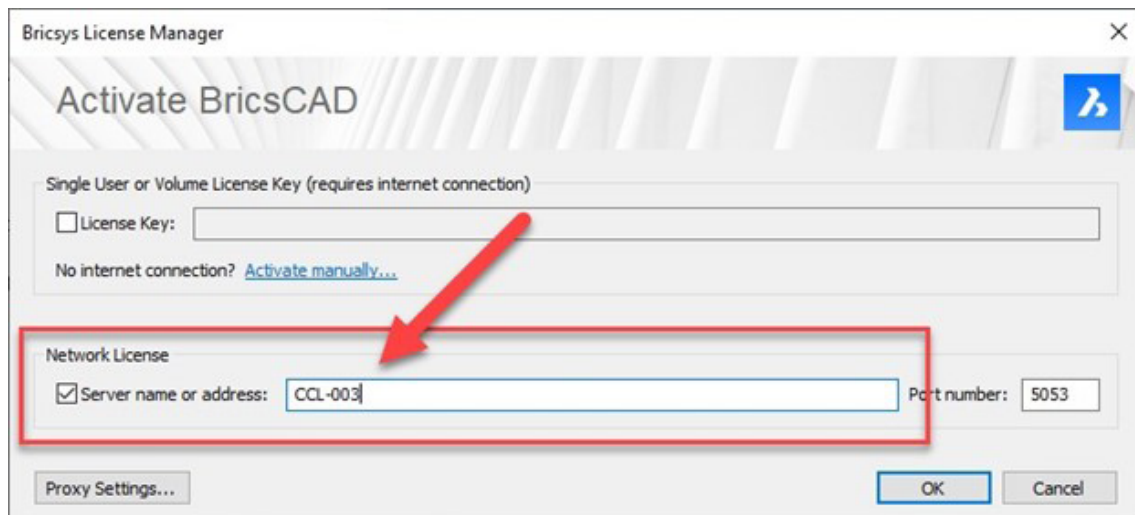 Bricsys License Manager
Activate BricsCAD
Single User or Volume License Key (requires internet connection)
License Key:
No internet connection? Activate manually...
Network License
Server name or address: CCL-003 Port number: 5053
Proxy Settings... OK Cancel